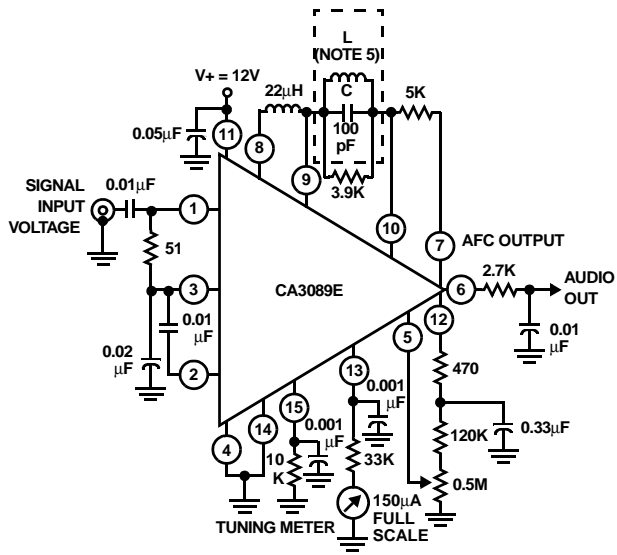 L
(NOTE 5)
V+ = 12V
22µH
C
5K
0.05µF
11
8
100
pF
9
3.9K
SIGNAL
INPUT
VOLTAGE
0.01µF
1
10
7
AFC OUTPUT
51
3
CA3089E
6
2.7K
AUDIO
OUT
12
0.01
µF
0.01
µF
0.02
µF
2
5
13
470
0.001
µF
15
0.001
µF
4
14
10
K
33K
120K
0.33µF
0.5M
TUNING METER
150µA
FULL
SCALE